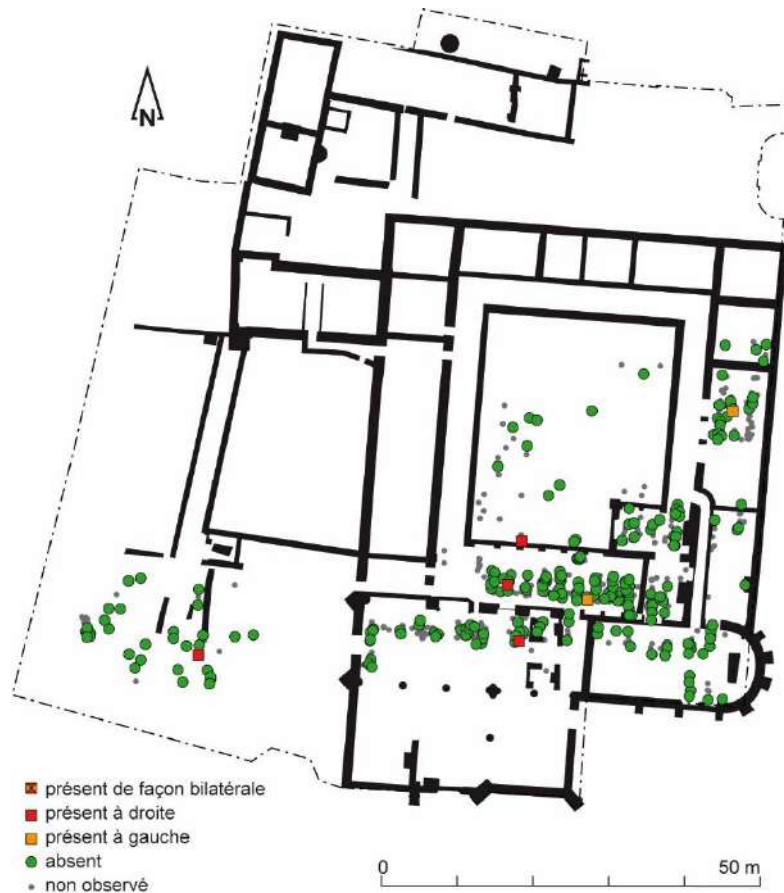 N
présent de façon bilatérale
présent à droite
présent à gauche
absent
non observé
0 50 m